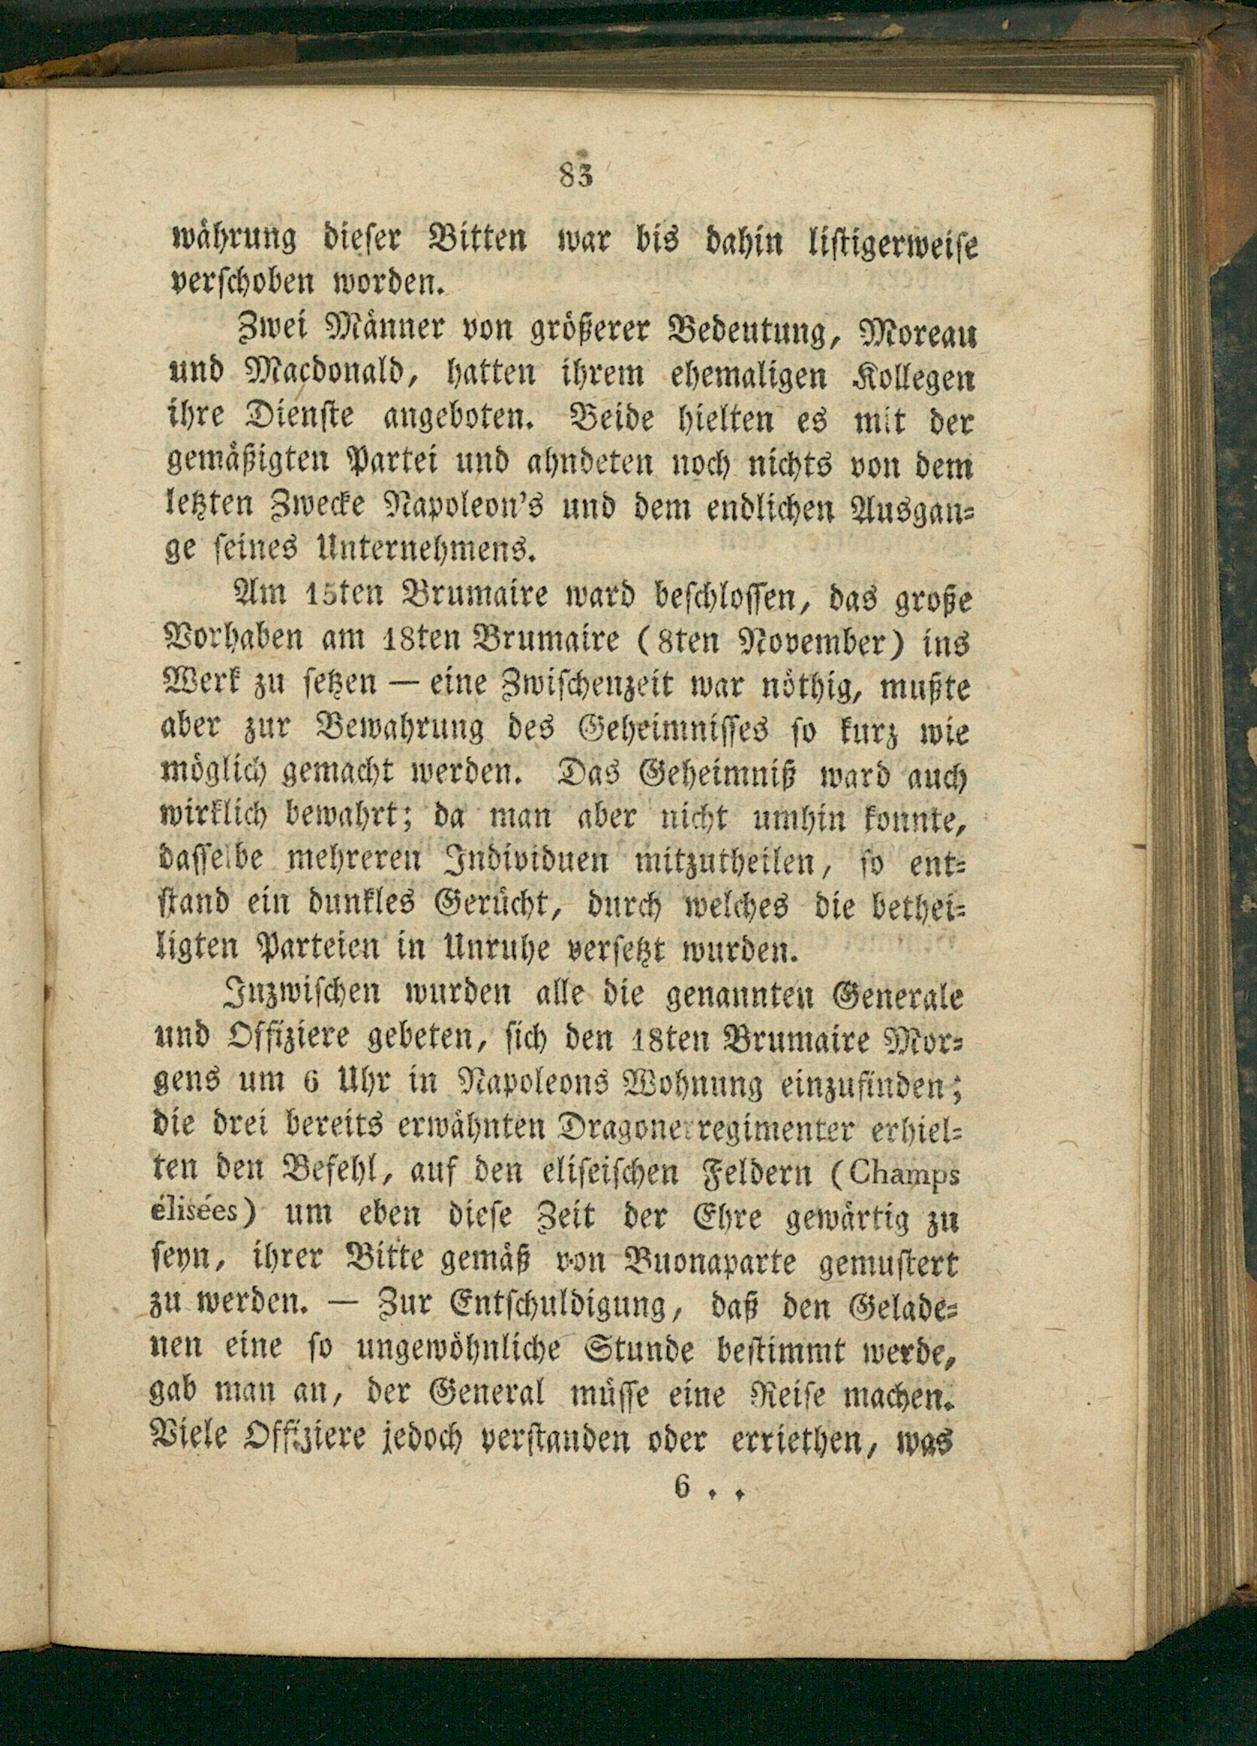 83
währung dieser Bitten war bis dahin listigerweise
verschoben worden.
Zwei Männer von größerer Bedeutung, Moreau
und Macdonald, hatten ihrem ehemaligen Kollegen
ihre Dienste angeboten. Beide hielten es mit der
gemäßigten Partei und ahndeten noch nichts von dem
letzten Zwecke Napoleon's und dem endlichen Ausgan=
ge seines Unternehmens.
Am 15ten Brumaire ward beschlossen, das große
Vorhaben am 18ten Brumaire (8ten November) ins
Werk zu setzen — eine Zwischenzeit war nöthig, mußte
aber zur Bewahrung des Geheimnisses so kurz wie
möglich gemacht werden. Das Geheimniß ward auch
wirklich bewahrt; da man aber nicht umhin konnte,
dasselbe mehreren Individuen mitzutheilen, so ent=
stand ein dunkles Gerücht, durch welches die bethei=
ligten Parteien in Unruhe versetzt wurden.
Inzwischen wurden alle die genannten Generale
und Offiziere gebeten, sich den 18ten Brumaire Mor=
gens um 6 Uhr in Napoleons Wohnung einzufinden;
die drei bereits erwähnten Dragonerregimenter erhiel=
ten den Befehl, auf den eliseischen Feldern (Champs
élisées) um eben diese Zeit der Ehre gewärtig zu
seyn, ihrer Bitte gemäß von Buonaparte gemustert
zu werden. — Zur Entschuldigung, daß den Gelade=
nen eine so ungewöhnliche Stunde bestimmt werde,
gab man an, der General müsse eine Reise machen.
Viele Offiziere jedoch verstanden oder erriethen, was
6 . .